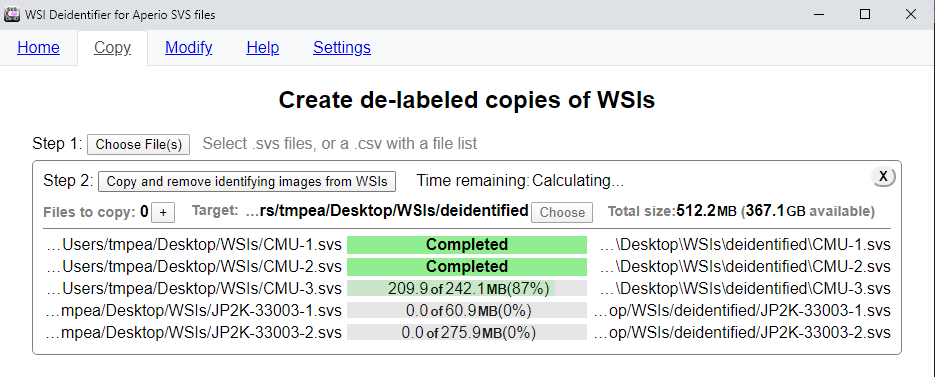 WSI Deidentifier for Aperio SVS files
Home Copy Modify Help Settings
Create de-labeled copies of WSIs
Step 1: Choose File(s) Select .svs files, or a .csv with a file list
Step 2: Copy and remove identifying images from WSIs Time remaining: Calculating... X
Files to copy: 0 + Target: ...rs/tmpea/Desktop/WSIs/deidentified Choose Total size:512.2MB (367.1GB available)
...Users/tmpea/Desktop/WSIs/CMU-1.svs Completed ...\Desktop\WSIs\deidentified\CMU-1.svs
...Users/tmpea/Desktop/WSIs/CMU-2.svs Completed ...\Desktop\WSIs\deidentified\CMU-2.svs
...Users/tmpea/Desktop/WSIs/CMU-3.svs 209.9 of 242.1 MB(87%) ...\Desktop\WSIs\deidentified\CMU-3.svs
...mpea/Desktop/WSIs/JP2K-33003-1.svs 0.0 of 60.9 MB(0%) ...op/WSIs/deidentified/JP2K-33003-1.svs
...mpea/Desktop/WSIs/JP2K-33003-2.svs 0.0 of 275.9 MB(0%) ...op/WSIs/deidentified/JP2K-33003-2.svs